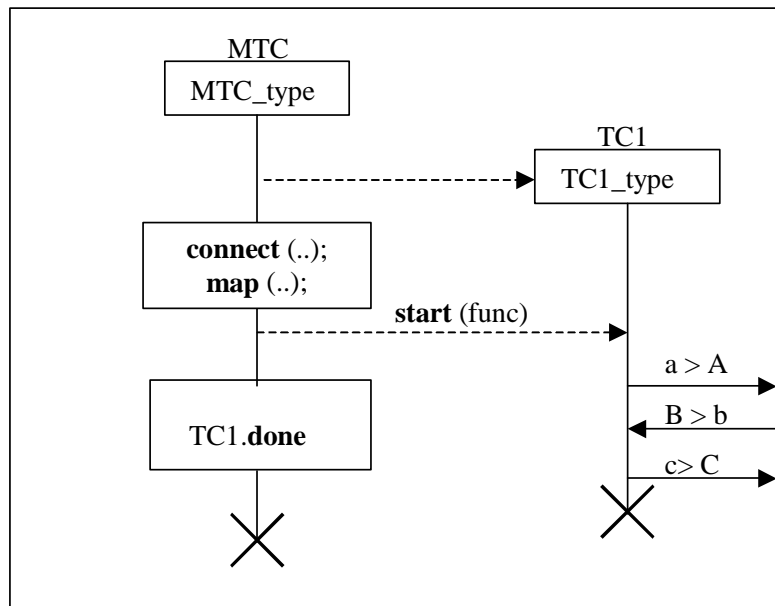 MTC
MTC_type
TC1
TC1_type
connect (..);
map (..);
start (func)
a > A
B > b
TC1.done
c> C